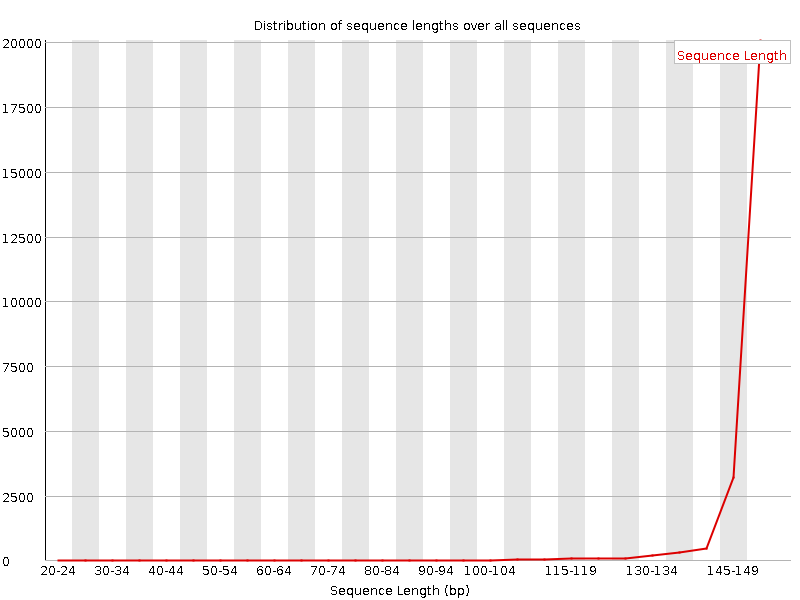 Distribution of sequence lengths over all sequences
Sequence Length
20000
17500
15000
12500
10000
7500
5000
2500
0
20-24 30-34 40-44 50-54 60-64 70-74 80-84 90-94 100-104 115-119 130-134 145-149
Sequence Length (bp)